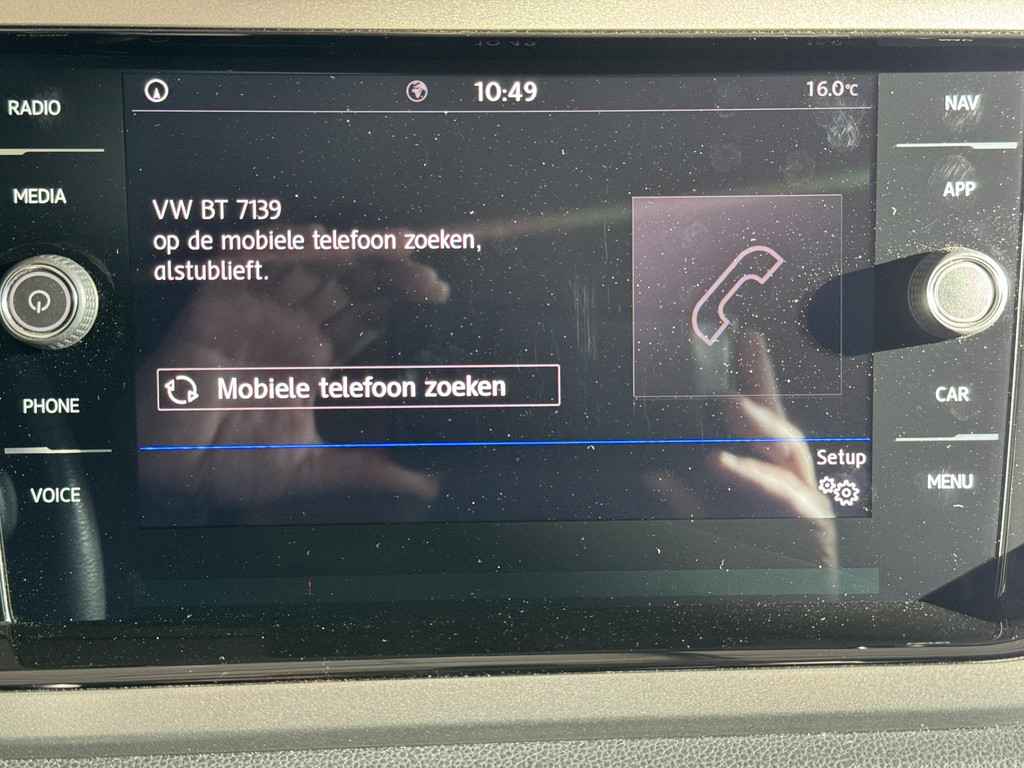 10:49
16.0°C
RADIO
NAV
MEDIA
APP
VW BT 7139
op de mobiele telefoon zoeken,
alstublieft.
Mobiele telefoon zoeken
PHONE
CAR
Setup
VOICE
MENU